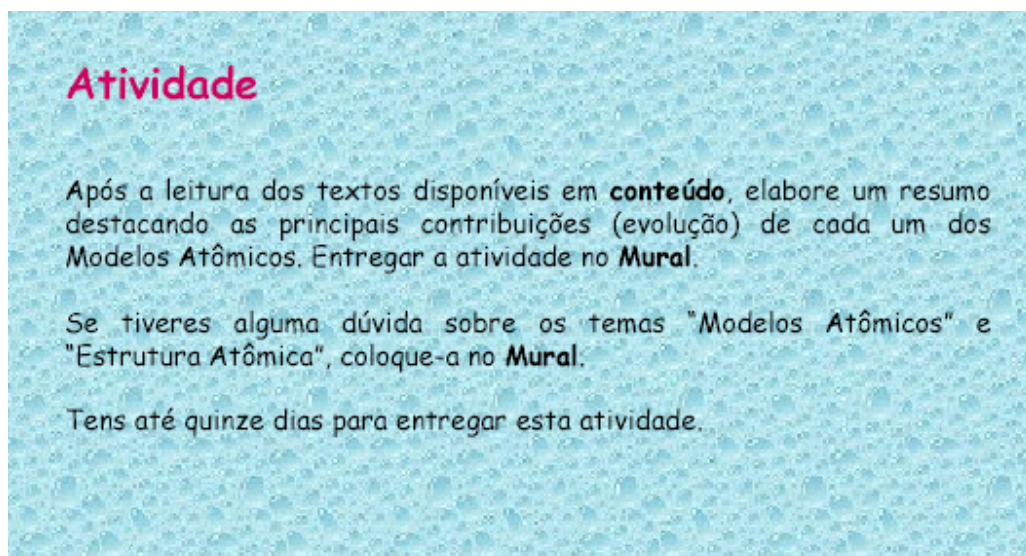 Atividade
Após a leitura dos textos disponíveis em conteúdo, elabore um resumo
destacando as principais contribuições (evolução) de cada um dos
Modelos Atômicos. Entregar a atividade no Mural.
Se tiveres alguma dúvida sobre os temas "Modelos Atômicos" e
"Estrutura Atômica", coloque-a no Mural.
Tens até quinze dias para entregar esta atividade.